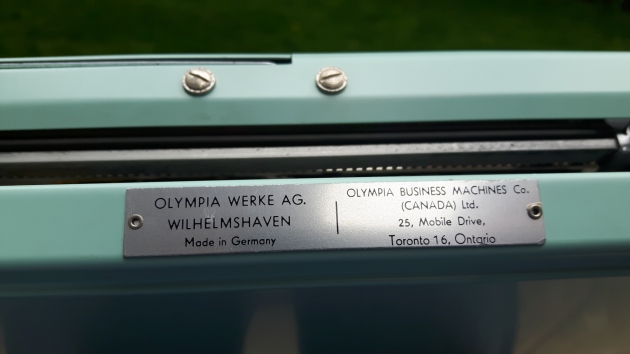 OLYMPIA WERKE AG.
WILHELMSHAVEN
Made in Germany
OLYMPIA BUSINESS MACHINES Co.
(CANADA) Ltd.
25, Mobile Drive,
Toronto 16, Ontario